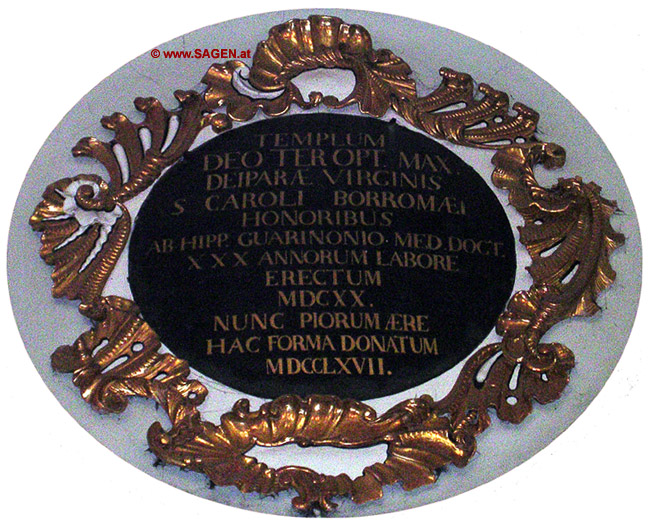 © www.SAGEN.at
TEMPLUM
DEO TER OPT. MAX.
DEIPARÆ VIRGINIS
S CAROLI BORROMÆI
HONORIBUS
AB HIPP. GUARINONIO. MED. DOCT.
XXX ANNORUM LABORE
ERECTUM
MDCXX.
NUNC PIORUM ÆRE
HAC FORMA DONATUM
MDCCLXVII.